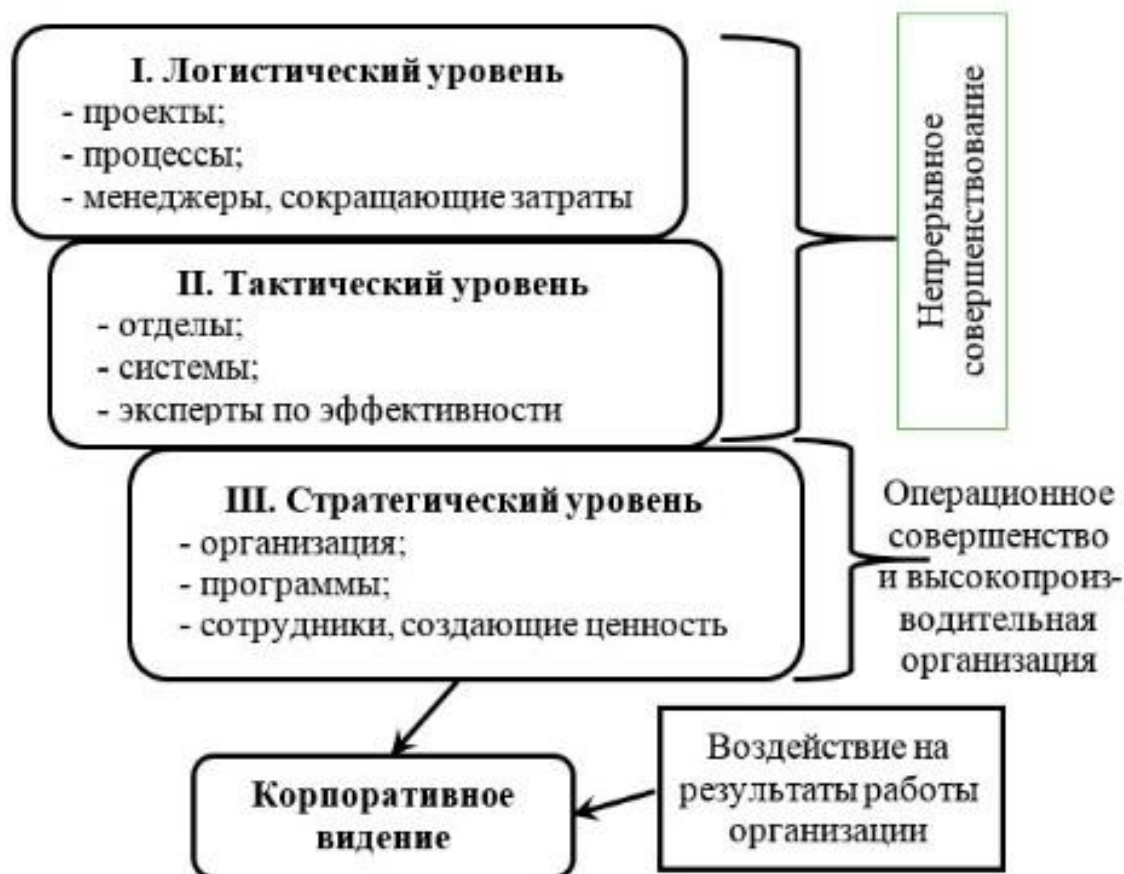 I. Логистический уровень
- проекты;
- процессы;
- менеджеры, сокращающие затраты
II. Тактический уровень
- отделы;
- системы;
- эксперты по эффективности
Непрерывное
совершенствование
III. Стратегический уровень
- организация;
- программы;
- сотрудники, создающие ценность
Операционное
совершенство
и высокопроиз-
водительная
организация
Корпоративное
видение
Воздействие на
результаты работы
организации